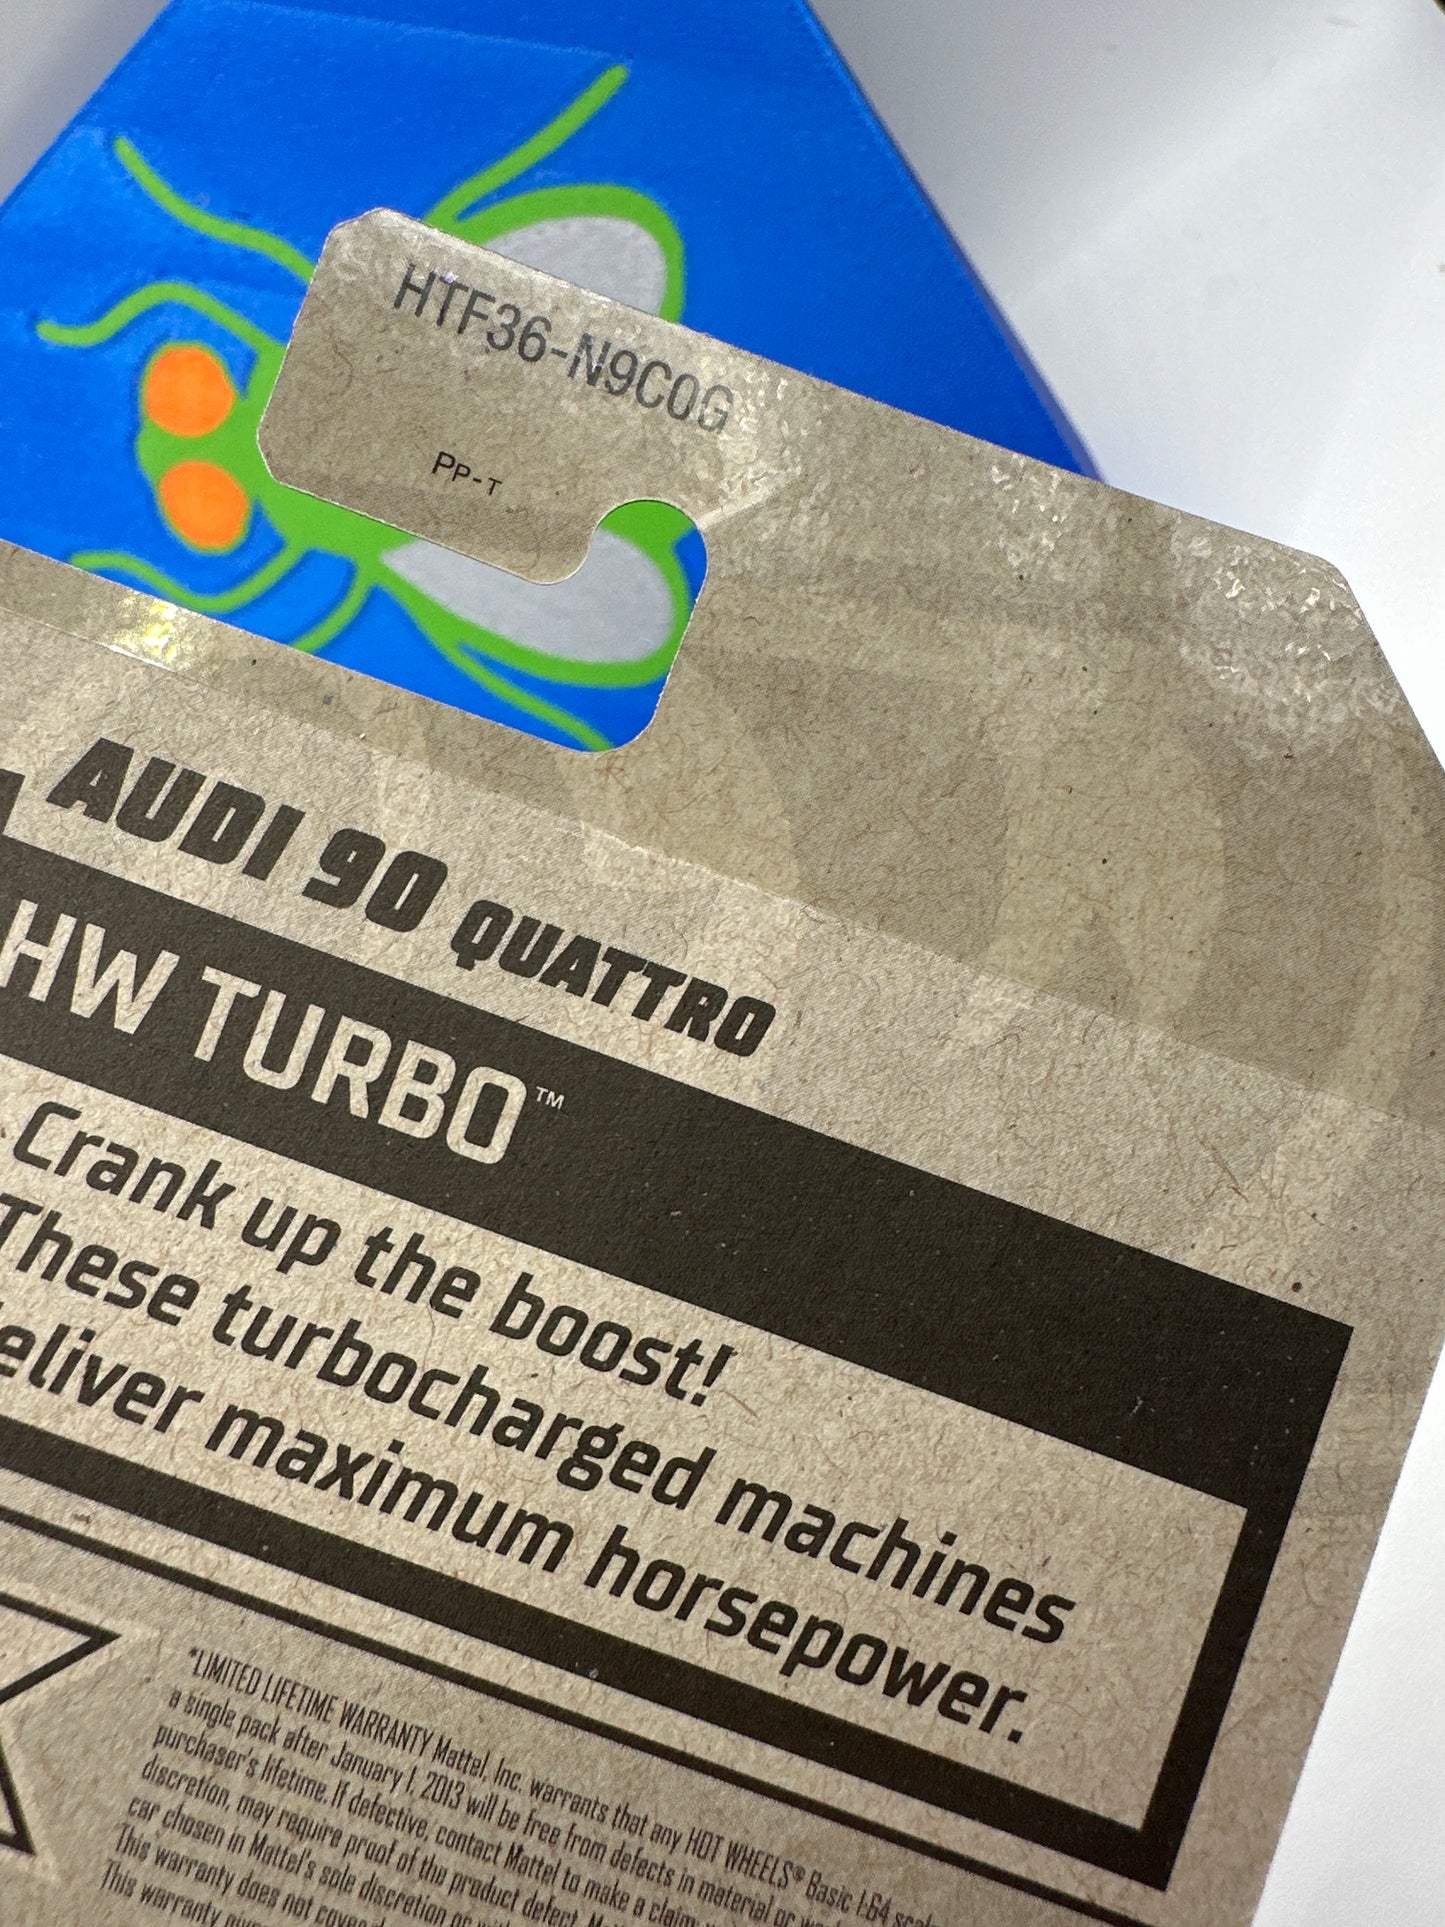 HTF36-N9C0G
PP-T
AUDI 90 QUATTRO
HW TURBO™
Crank up the boost!
These turbocharged machines
eliver maximum horsepower.
*LIMITED LIFETIME WARRANTY Mattel, Inc. warrants that any HOT WHEELS® Basic 1:64
a single pack after January 1, 2013 will be free from defects in material or
purchaser's lifetime. If defective, contact Mattel to make a claim;
discretion, may require proof of the product defect.
car chosen in Mattel's sole discretion or
This warranty does not cover
This warranty